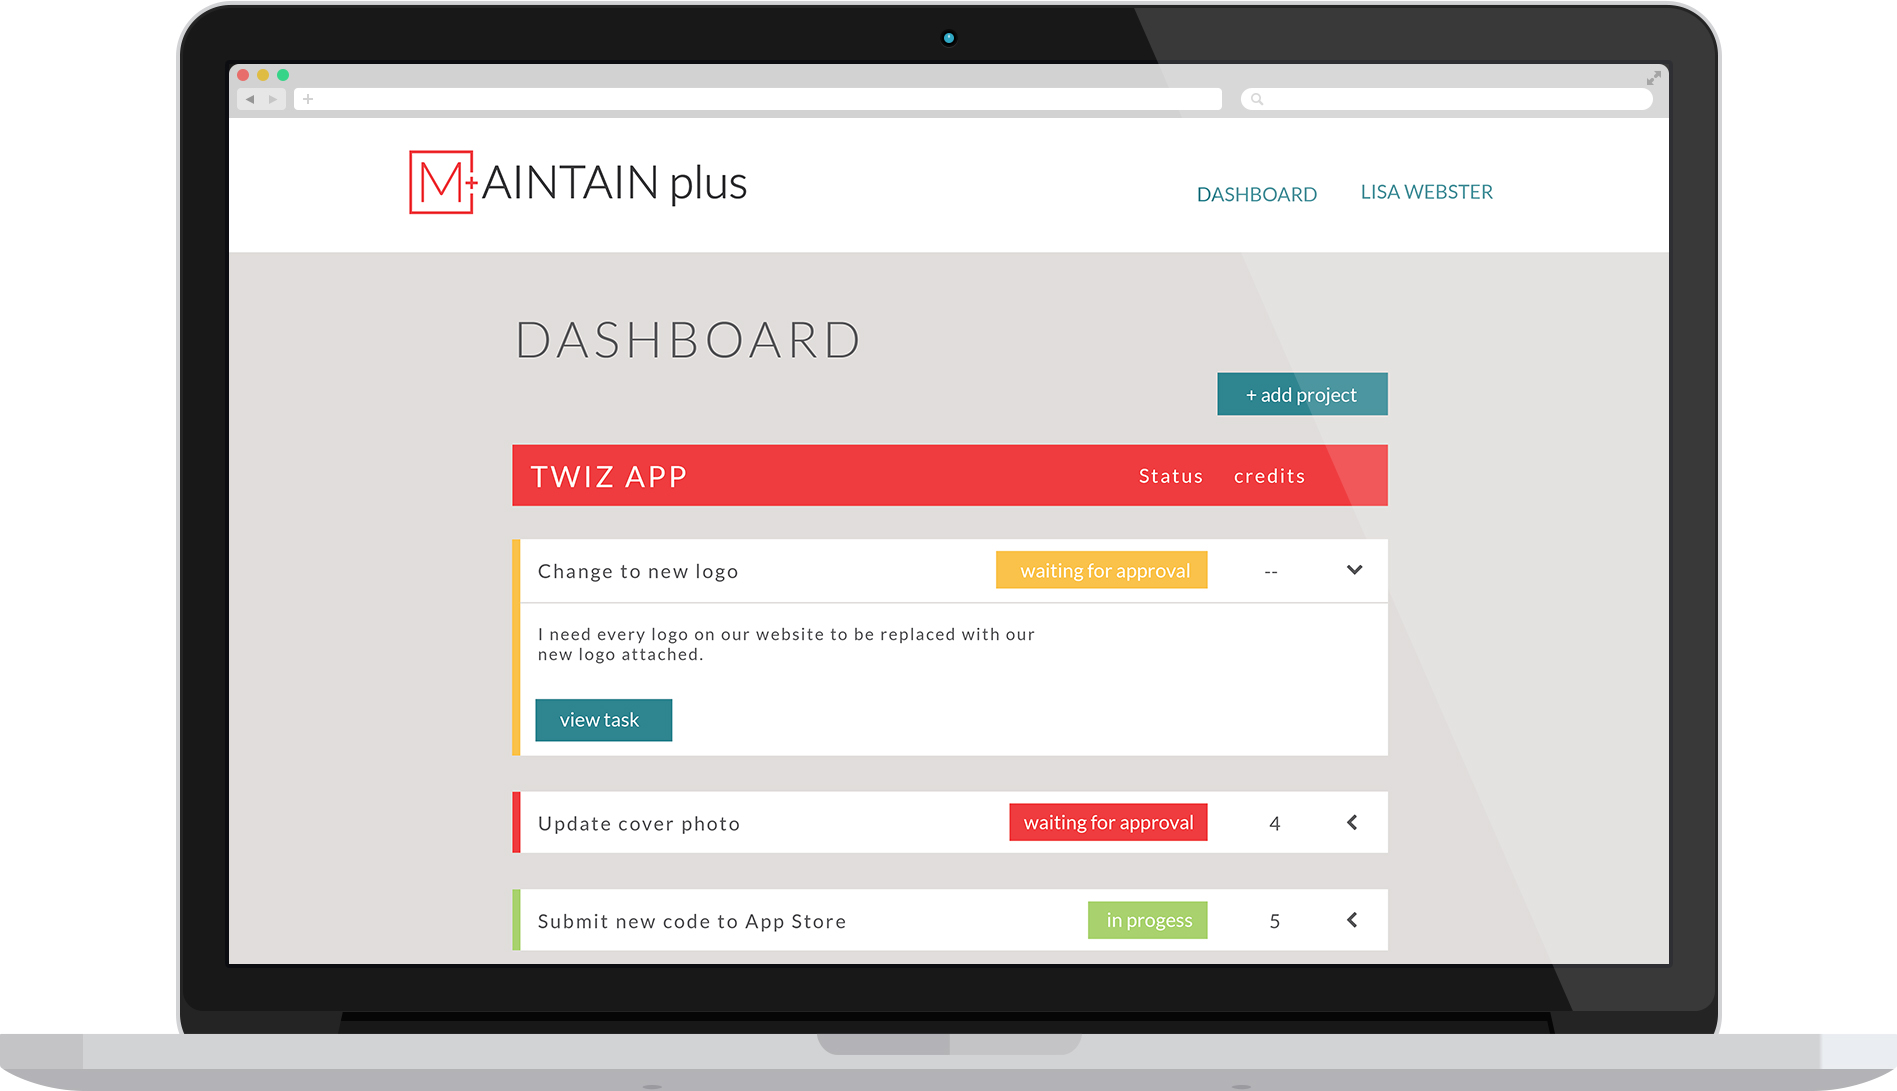 M+AINTAIN plus
DASHBOARD
LISA WEBSTER
DASHBOARD
+ add project
TWIZ APP
Status
credits
Change to new logo
waiting for approval
--
I need every logo on our website to be replaced with our
new logo attached.
view task
Update cover photo
waiting for approval
4
Submit new code to App Store
in progess
5